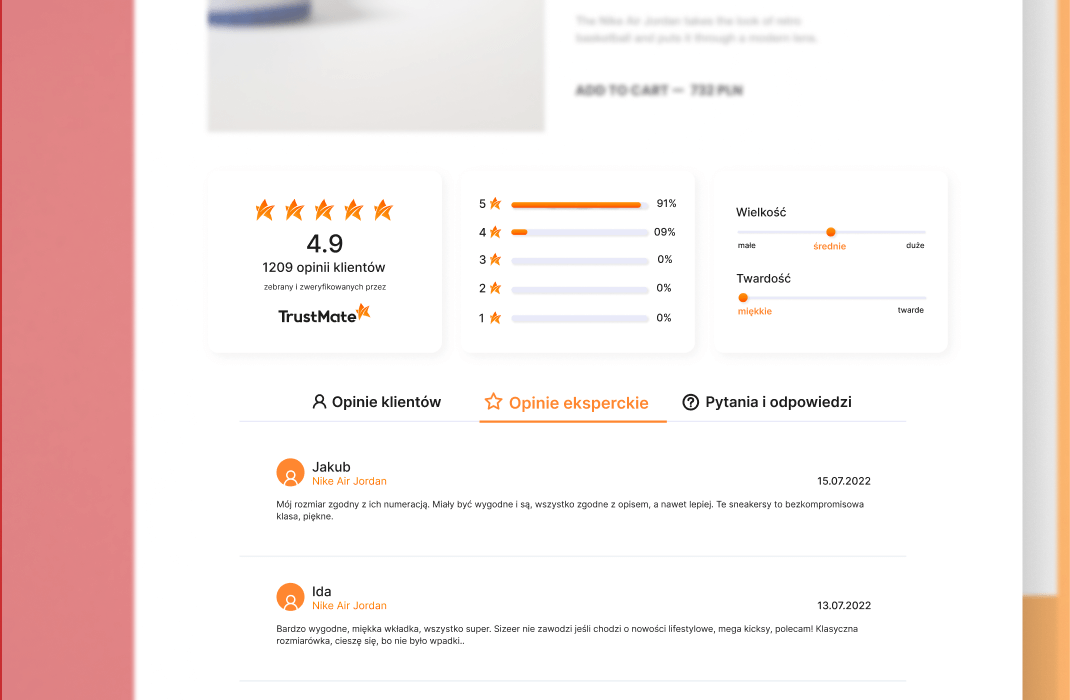 The Nike Air Jordan takes the look of retro
basketball and puts it through a modern lens.
ADD TO CART — 732 PLN
4.9
1209 opinii klientów
zebrany i zweryfikowanych przez
TrustMate
5 91%
4 09%
3 0%
2 0%
1 0%
Wielkość
małe średnie duże
Twardość
miękkie twarde
Opinie klientów Opinie eksperckie Pytania i odpowiedzi
Jakub
Nike Air Jordan 15.07.2022
Mój rozmiar zgodny z ich numeracją. Miały być wygodne i są, wszystko zgodne z opisem, a nawet lepiej. Te sneakersy to bezkompromisowa
klasa, piękne.
Ida
Nike Air Jordan 13.07.2022
Bardzo wygodne, miękka wkładka, wszystko super. Sizeer nie zawodzi jeśli chodzi o nowości lifestylowe, mega kicksy, polecam! Klasyczna
rozmiarówka, cieszę się, bo nie było wpadki..